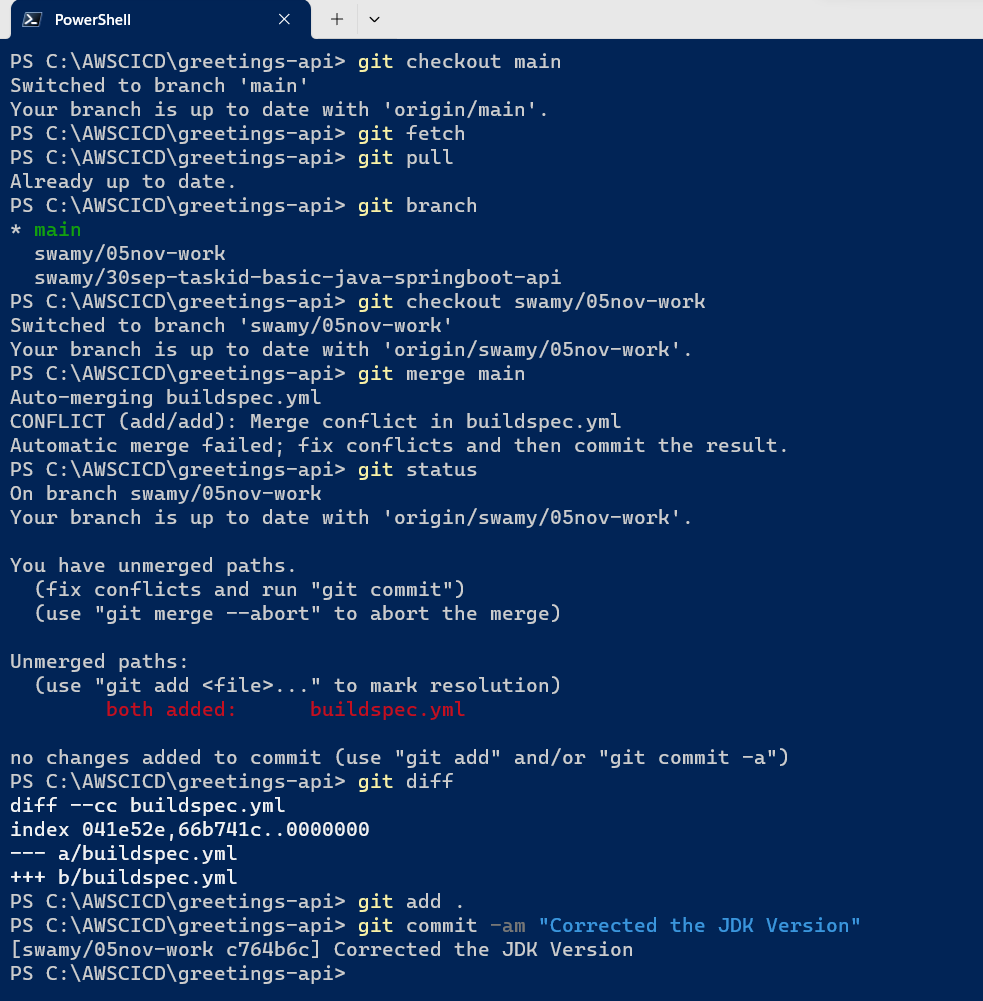 PowerShell
PS C:\AWSCICD\greetings-api> git checkout main
Switched to branch 'main'
Your branch is up to date with 'origin/main'.
PS C:\AWSCICD\greetings-api> git fetch
PS C:\AWSCICD\greetings-api> git pull
Already up to date.
PS C:\AWSCICD\greetings-api> git branch
* main
  swamy/05nov-work
  swamy/30sep-taskid-basic-java-springboot-api
PS C:\AWSCICD\greetings-api> git checkout swamy/05nov-work
Switched to branch 'swamy/05nov-work'
Your branch is up to date with 'origin/swamy/05nov-work'.
PS C:\AWSCICD\greetings-api> git merge main
Auto-merging buildspec.yml
CONFLICT (add/add): Merge conflict in buildspec.yml
Automatic merge failed; fix conflicts and then commit the result.
PS C:\AWSCICD\greetings-api> git status
On branch swamy/05nov-work
Your branch is up to date with 'origin/swamy/05nov-work'.

You have unmerged paths.
  (fix conflicts and run "git commit")
  (use "git merge --abort" to abort the merge)

Unmerged paths:
  (use "git add <file>..." to mark resolution)
        both added:      buildspec.yml

no changes added to commit (use "git add" and/or "git commit -a")
PS C:\AWSCICD\greetings-api> git diff
diff --cc buildspec.yml
index 041e52e,66b741c..0000000
--- a/buildspec.yml
+++ b/buildspec.yml
PS C:\AWSCICD\greetings-api> git add .
PS C:\AWSCICD\greetings-api> git commit -am "Corrected the JDK Version"
[swamy/05nov-work c764b6c] Corrected the JDK Version
PS C:\AWSCICD\greetings-api>